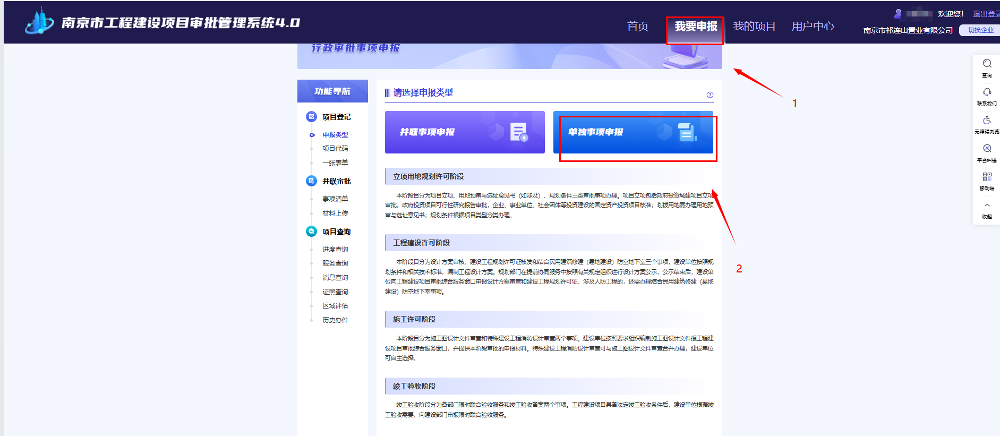 南京市工程建设项目审批管理系统4.0
首页
我要申报
我的项目
用户中心
欢迎您!
退出登录
南京市祁连山置业有限公司
切换企业
行政审批事项申报
功能导航
项目登记
申报类型
项目代码
一张表单
并联审批
事项清单
材料上传
项目查询
进度查询
服务查询
消息查询
证照查询
区域评估
历史办件
请选择申报类型
?
并联事项申报
单独事项申报
立项用地规划许可阶段
本阶段目分为项目立项、用地预审与选址意见书（如涉及）、规划条件三类审批事项办理。项目立项包括政府投资城建项目立项
审批，政府投资项目可行性研究报告审批，企业、事业单位、社会团体等投资建设的固定资产投资项目核准；划拨用地需办理用地预
审与选址意见书；规划条件根据项目类型分类办理。
工程建设许可阶段
本阶段目分为设计方案审核、建设工程规划许可证核发和结合民用建筑修建（易地建设）防空地下室三个事项，建设单位按照规
划条件和相关技术标准，编制工程设计方案。规划部门在提前协同服务中按照有关规定组织进行设计方案公示，公示结束后，建设单
位向工程建设项目审批综合服务窗口申报设计方案审查和建设工程规划许可证，涉及人防工程的，还需办理结合民用建筑修建（易地
建设）防空地下室事项。
施工许可阶段
本阶段目分为施工图设计文件审查和特殊建设工程消防设计审查两个事项。建设单位按照要求组织编制施工图设计文件报工程建
设项目审批综合服务窗口，并提供本阶段审批的申报材料。特殊建设工程消防设计审查可与施工图设计文件审查合并办理，建设单位
可自主选择。
竣工验收阶段
竣工验收阶段分为各部门限时联合验收服务和竣工验收备案两个事项。工程建设项目具备法定竣工验收条件后，建设单位根据竣
工验收需要，向建设部门申报限时联合验收服务。
1
2
查询
联系我们
无障碍浏览
平台纠错
移动端
收起